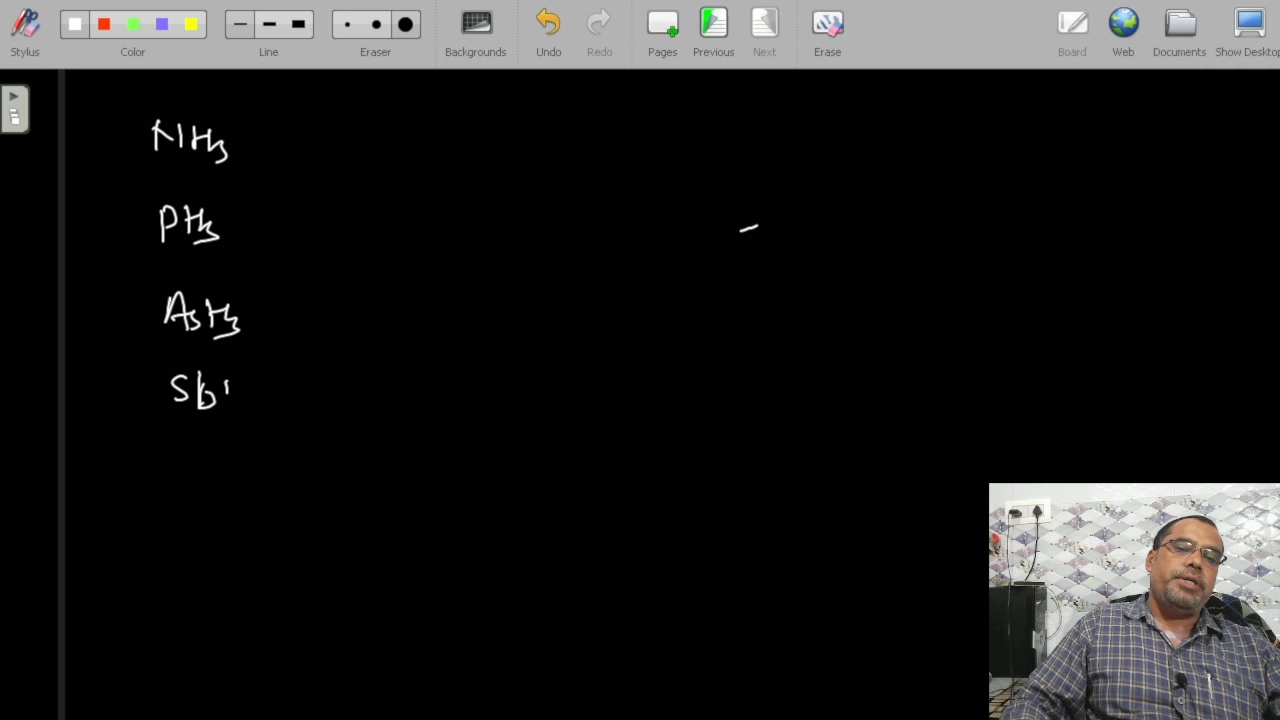 Stylus
Color
Line
Eraser
Backgrounds
Undo
Redo
Pages
Previous
Next
Erase
Board
Web
Documents
Show Desktop
NH3
PH3
AsH3
Sb